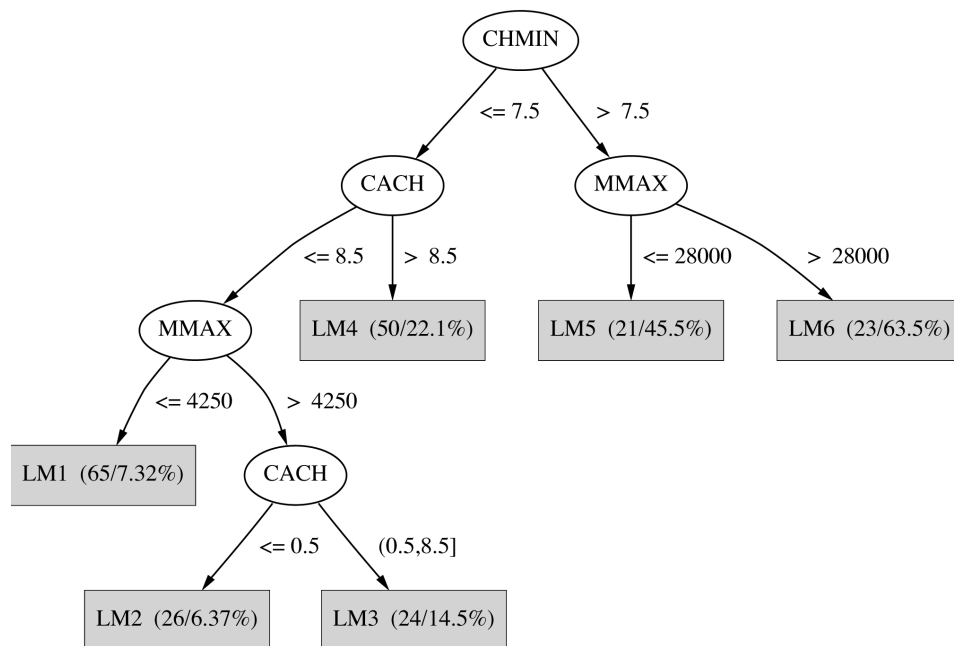 CHMIN
<= 7.5
> 7.5
CACH
MMAX
<= 8.5
> 8.5
<= 28000
> 28000
MMAX
LM4 (50/22.1%)
LM5 (21/45.5%)
LM6 (23/63.5%)
<= 4250
> 4250
LM1 (65/7.32%)
CACH
<= 0.5
(0.5,8.5]
LM2 (26/6.37%)
LM3 (24/14.5%)